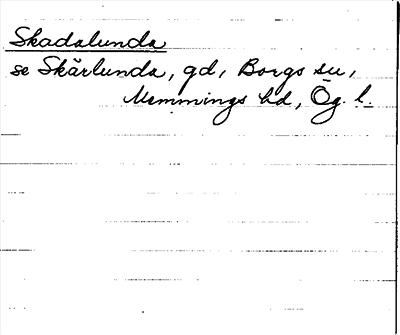 Skadalunda
se Skärlunda, gd, Borgs sn,
Memmings hd, Ög. l.